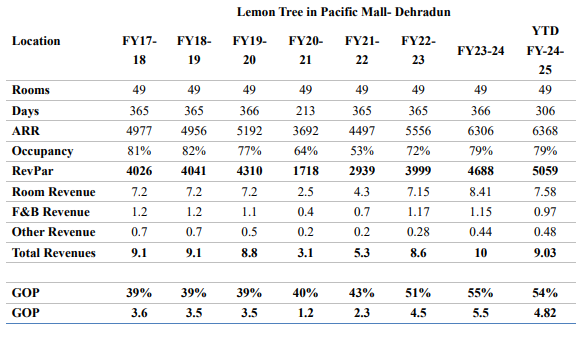 Lemon Tree in Pacific Mall- Dehradun
Location FY17-18 FY18-19 FY19-20 FY20-21 FY21-22 FY22-23 FY23-24 YTD FY-24-25
Rooms 49 49 49 49 49 49 49 49
Days 365 365 366 213 365 365 366 306
ARR 4977 4956 5192 3692 4497 5556 6306 6368
Occupancy 81% 82% 77% 64% 53% 72% 79% 79%
RevPar 4026 4041 4310 1718 2939 3999 4688 5059
Room Revenue 7.2 7.2 7.2 2.5 4.3 7.15 8.41 7.58
F&B Revenue 1.2 1.2 1.1 0.4 0.7 1.17 1.15 0.97
Other Revenue 0.7 0.7 0.5 0.2 0.2 0.28 0.44 0.48
Total Revenues 9.1 9.1 8.8 3.1 5.3 8.6 10 9.03
GOP 39% 39% 39% 40% 43% 51% 55% 54%
GOP 3.6 3.5 3.5 1.2 2.3 4.5 5.5 4.82